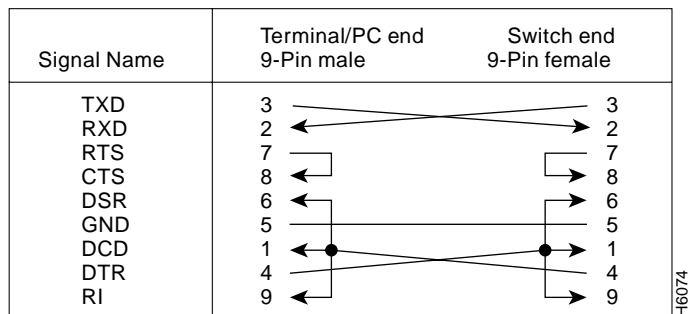 Terminal/PC end Switch end
Signal Name 9-Pin male 9-Pin female
TXD 3 3
RXD 2 2
RTS 7 7
CTS 8 8
DSR 6 6
GND 5 5
DCD 1 1
DTR 4 4
RI 9 9
H6074